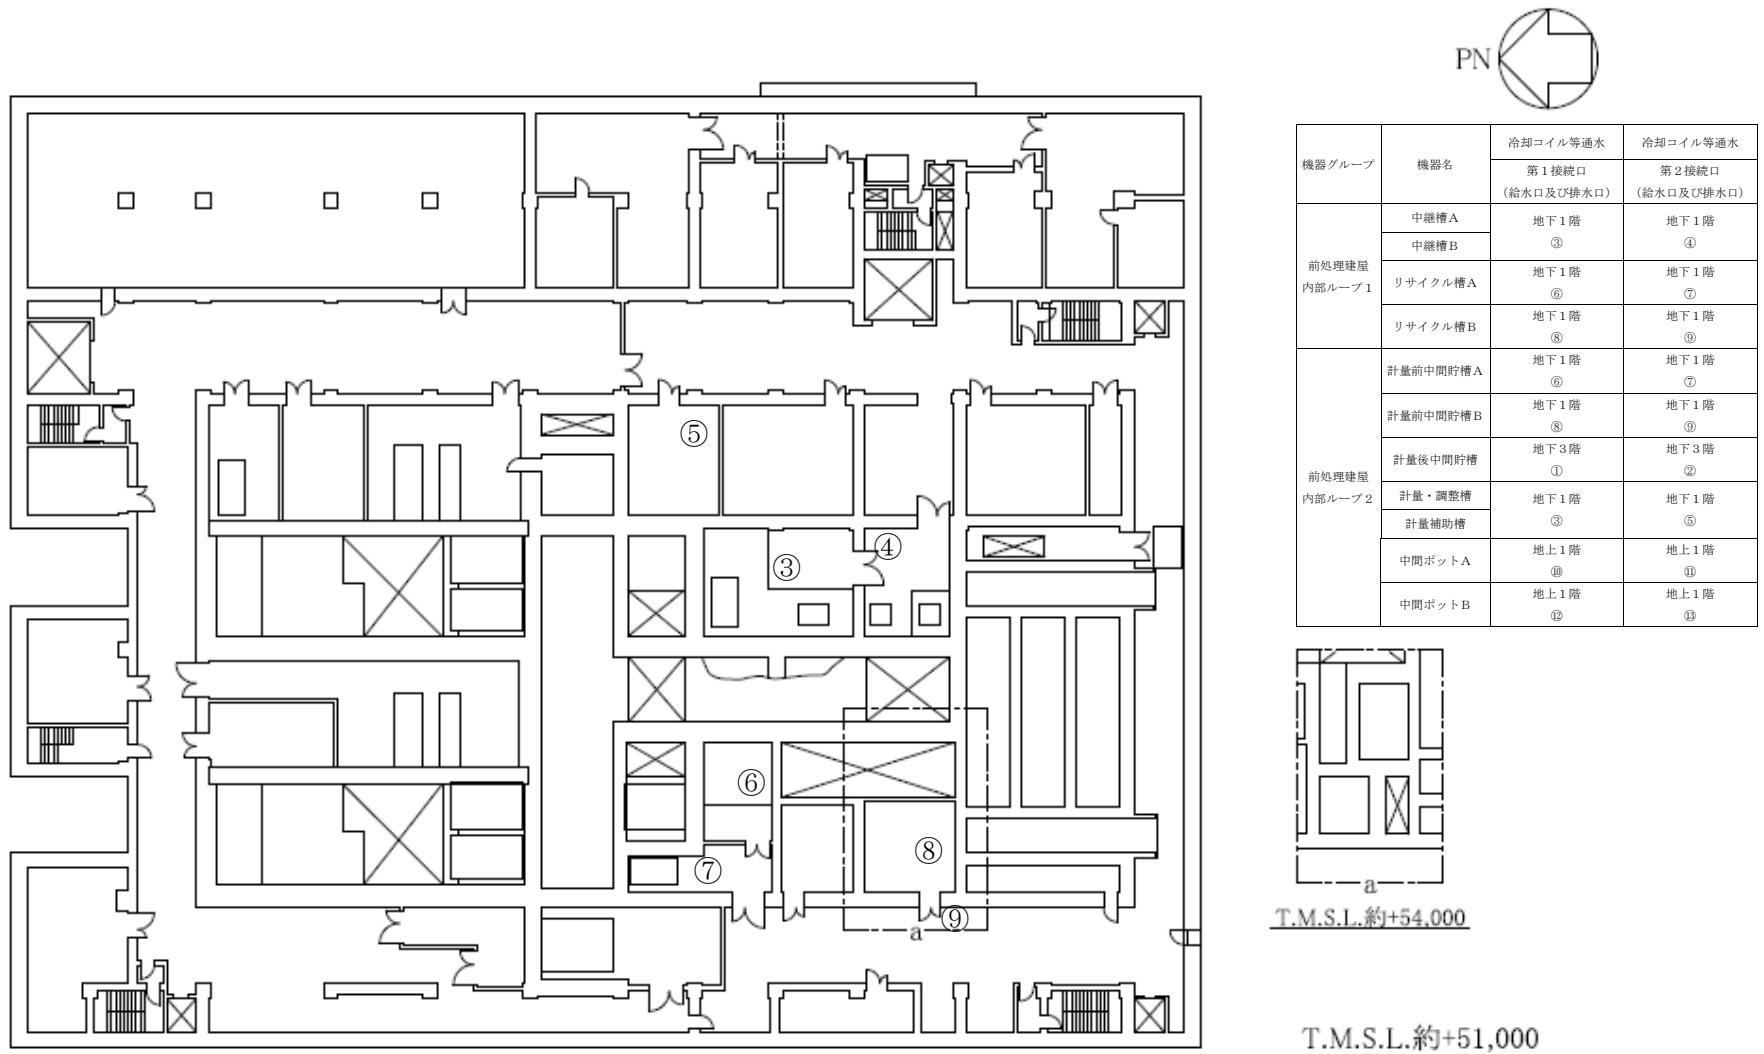 PN
機器グループ 機器名 冷却コイル等通水 冷却コイル等通水
第１接続口 第２接続口
（給水口及び排水口） （給水口及び排水口）
前処理建屋
内部ループ１
中継槽Ａ
中継槽Ｂ
地下１階
③
地下１階
④
リサイクル槽Ａ
地下１階
⑥
地下１階
⑦
リサイクル槽Ｂ
地下１階
⑧
地下１階
⑨
前処理建屋
内部ループ２
計量前中間貯槽Ａ
地下１階
⑥
地下１階
⑦
計量前中間貯槽Ｂ
地下１階
⑧
地下１階
⑨
計量後中間貯槽
地下３階
①
地下３階
②
計量・調整槽
計量補助槽
地下１階
③
地下１階
⑤
中間ポットＡ
地上１階
⑩
地上１階
⑪
中間ポットＢ
地上１階
⑫
地上１階
⑬
⑤
④
③
⑥
⑧
⑦
⑨
a
a
T.M.S.L.約+54,000
T.M.S.L.約+51,000